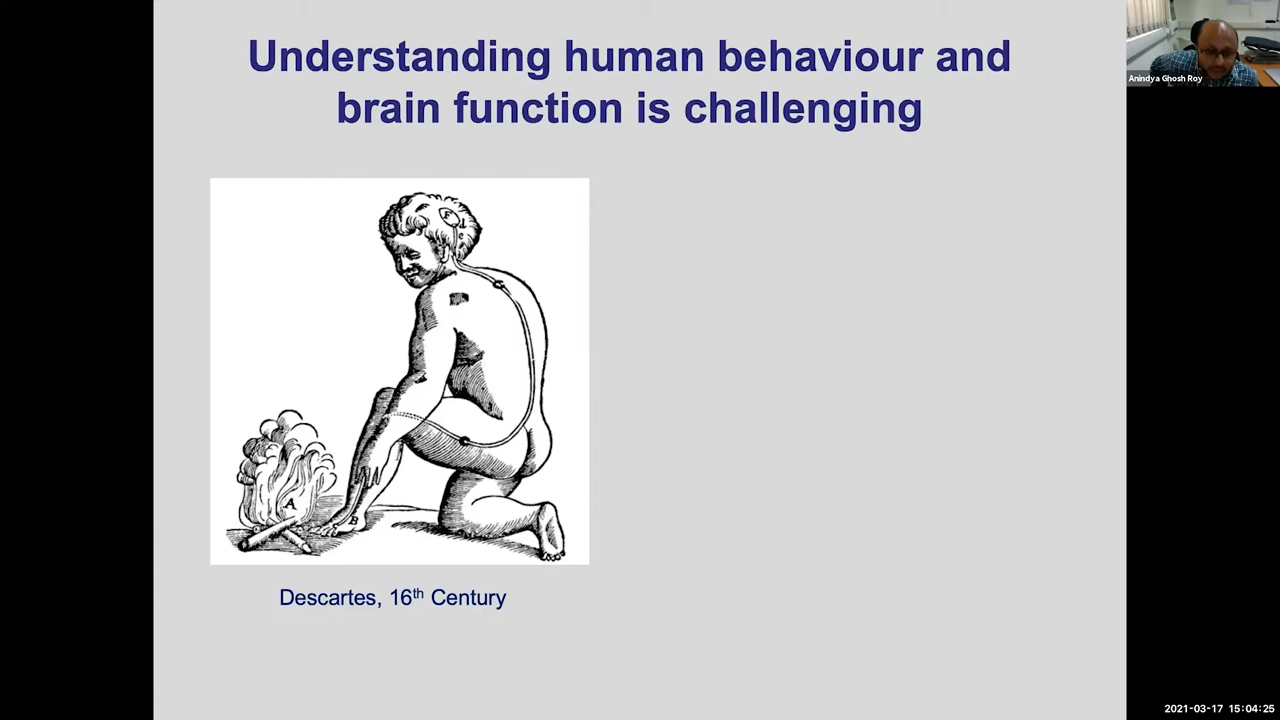 Understanding human behaviour and
brain function is challenging
Anindya Ghosh Roy
F
A
B
Descartes, 16th Century
2021-03-17 15:04:25